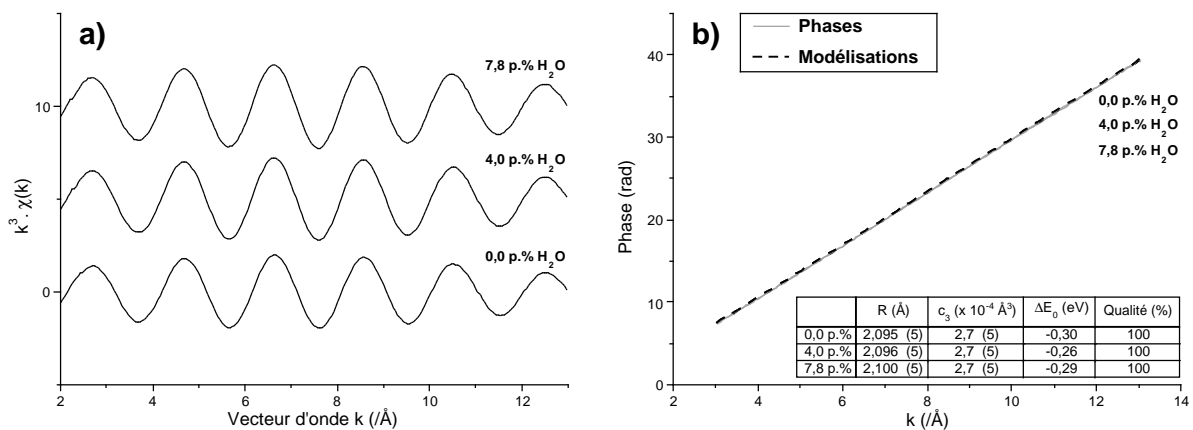 a)
7,8 p.% H2O
4,0 p.% H2O
0,0 p.% H2O
10
0
k3 . χ(k)
2 4 6 8 10 12
Vecteur d'onde k (/Å)
b)
Phases
Modélisations
0,0 p.% H2O
4,0 p.% H2O
7,8 p.% H2O
40
30
20
10
0
Phase (rad)
R (Å) c3 (x 10-4 Å3) ΔE0 (eV) Qualité (%)
0,0 p.% 2,095 (5) 2,7 (5) -0,30 100
4,0 p.% 2,096 (5) 2,7 (5) -0,26 100
7,8 p.% 2,100 (5) 2,7 (5) -0,29 100
2 4 6 8 10 12 14
k (/Å)